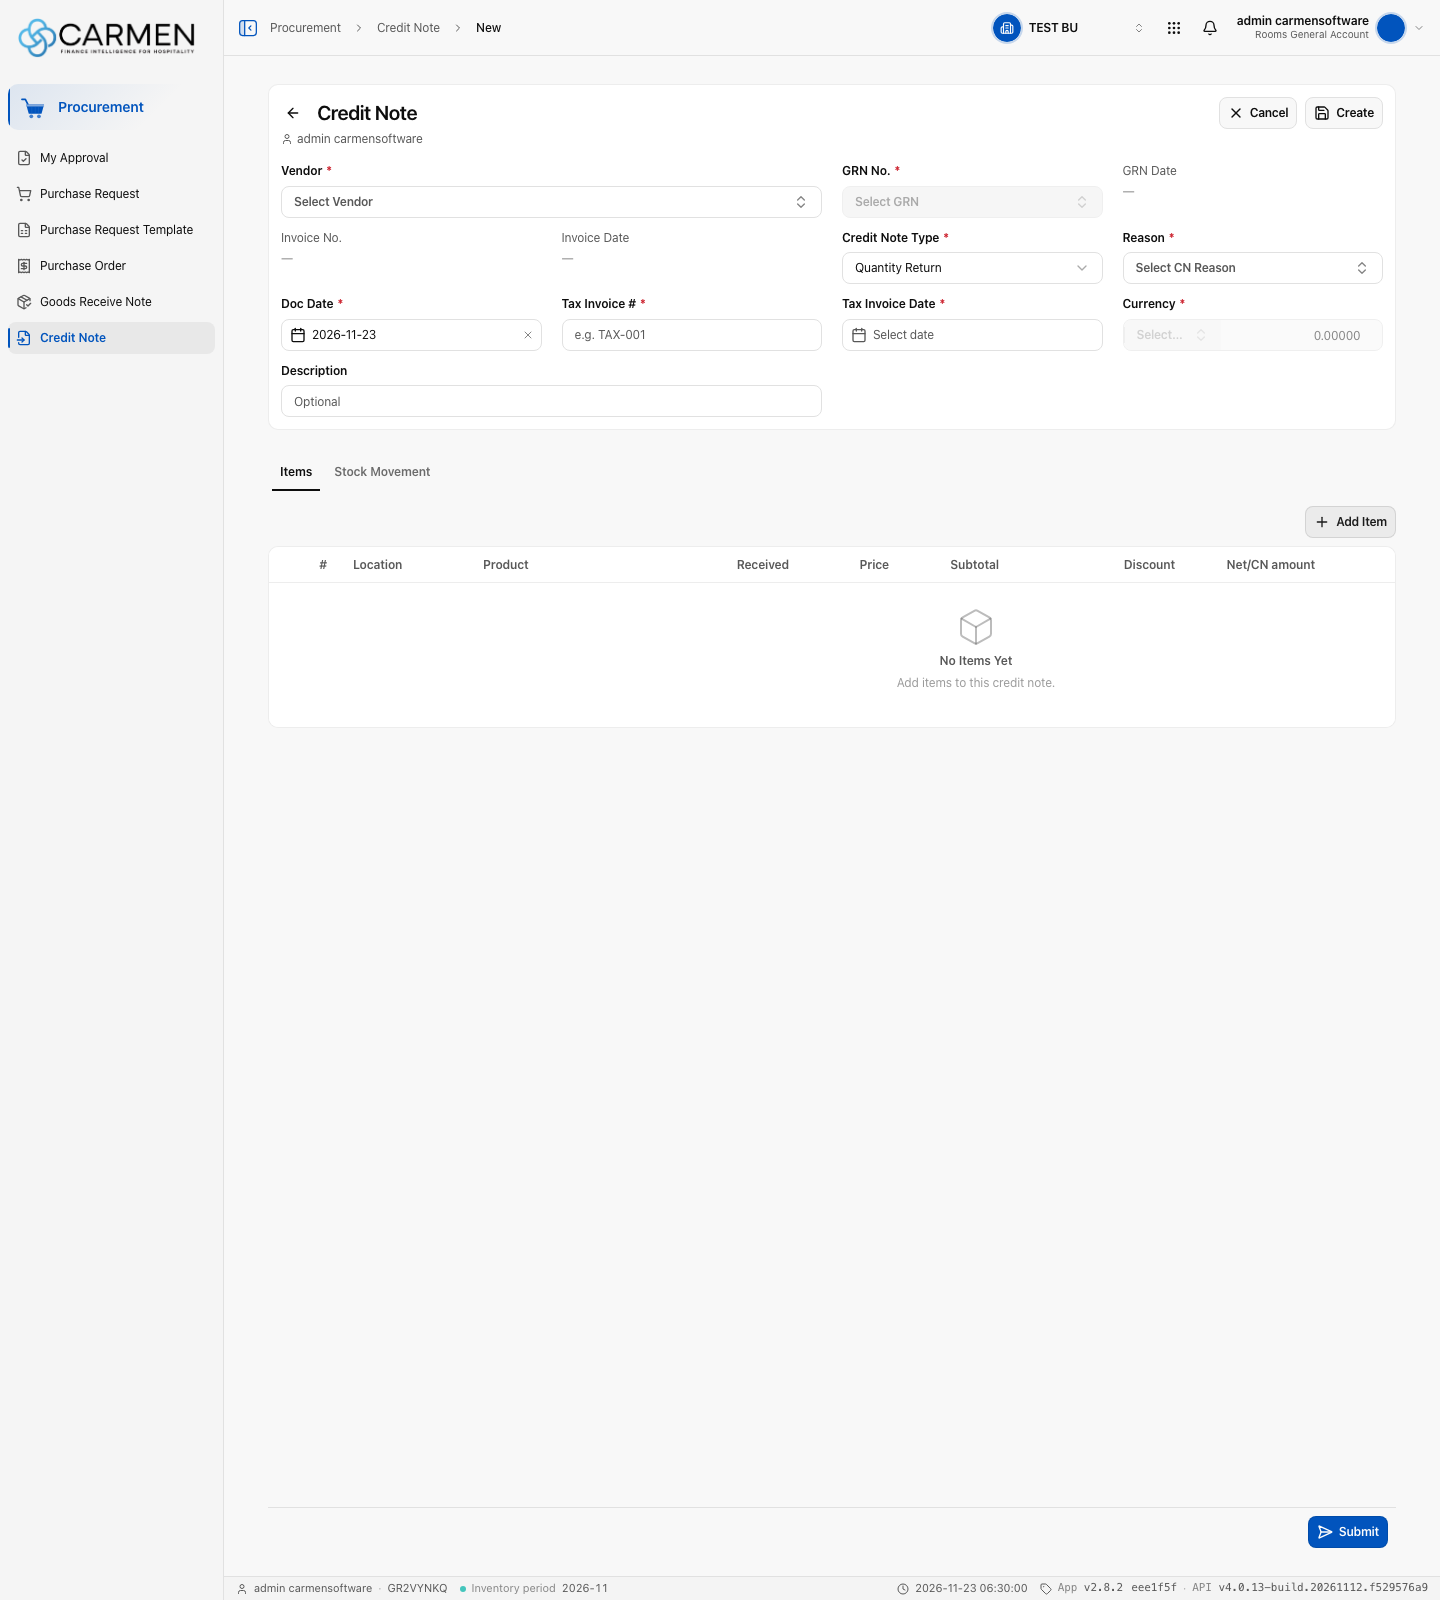 CARMEN
FINANCE INTELLIGENCE FOR HOSPITALITY
Procurement
My Approval
Purchase Request
Purchase Request Template
Purchase Order
Goods Receive Note
Credit Note
Procurement > Credit Note > New
TEST BU
admin carmensoftware
Rooms General Account
Credit Note
Cancel
Create
admin carmensoftware
Vendor *
GRN No. *
GRN Date
Select Vendor
Select GRN
—
Invoice No.
Invoice Date
Credit Note Type *
Reason *
—
—
Quantity Return
Select CN Reason
Doc Date *
Tax Invoice # *
Tax Invoice Date *
Currency *
2026-11-23
e.g. TAX-001
Select date
Select...
0.00000
Description
Optional
Items
Stock Movement
Add Item
# Location Product Received Price Subtotal Discount Net/CN amount
No Items Yet
Add items to this credit note.
Submit
admin carmensoftware · GR2VYNKQ Inventory period 2026-11
2026-11-23 06:30:00 App v2.8.2 eee1f5f · API v4.0.13-build.20261112.f529576a9